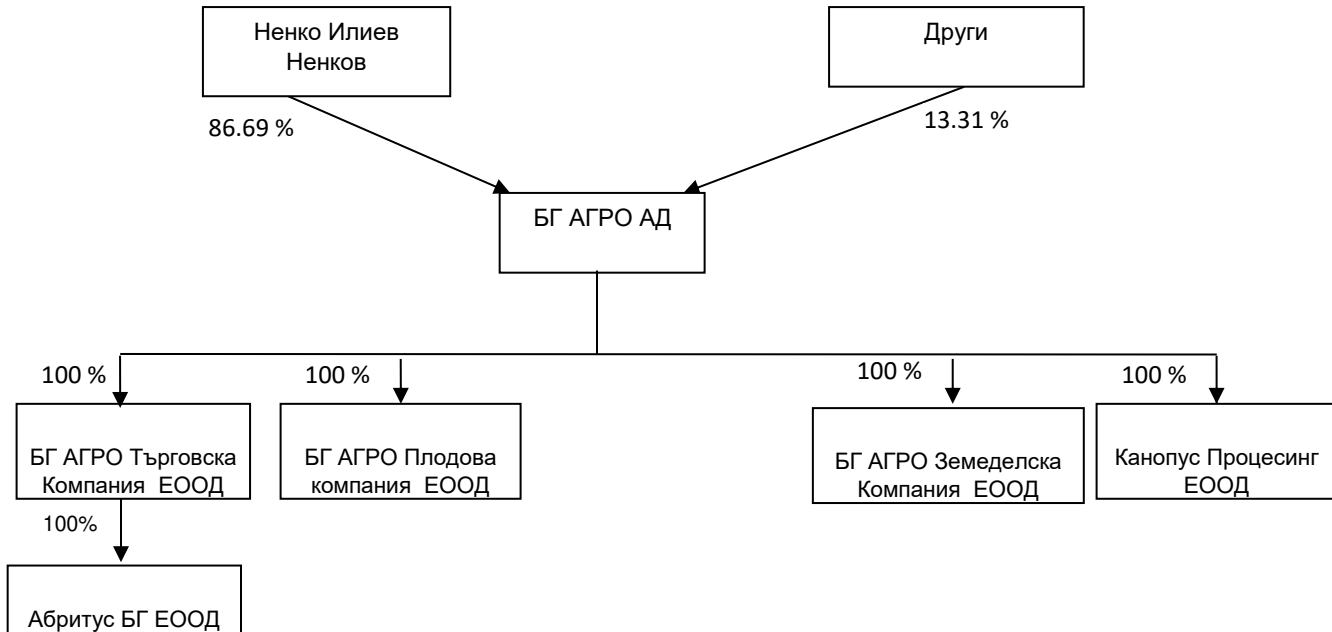 Ненко Илиев
Ненков
Други
86.69 %
13.31 %
БГ АГРО АД
100 %
100 %
100 %
100 %
БГ АГРО Търговска
Компания ЕООД
БГ АГРО Плодова
компания ЕООД
БГ АГРО Земеделска
Компания ЕООД
Канопус Процесинг
ЕООД
100%
Абритус БГ ЕООД